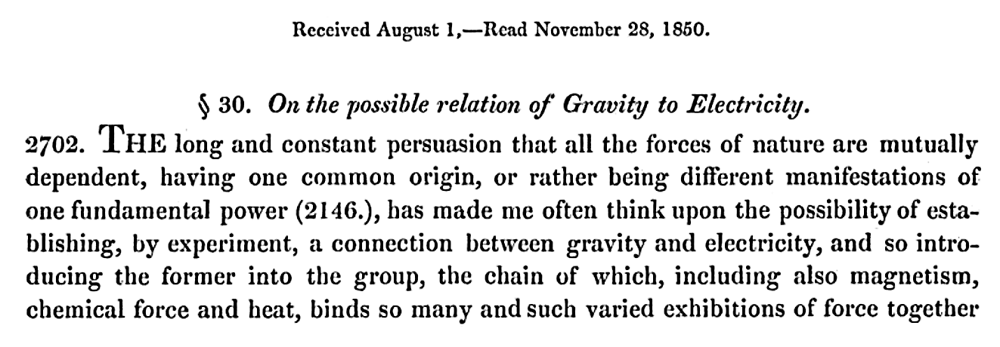 Received August 1,—Read November 28, 1850.
§ 30. On the possible relation of Gravity to Electricity.
2702. THE long and constant persuasion that all the forces of nature are mutually
dependent, having one common origin, or rather being different manifestations of
one fundamental power (2146.), has made me often think upon the possibility of esta-
blishing, by experiment, a connection between gravity and electricity, and so intro-
ducing the former into the group, the chain of which, including also magnetism,
chemical force and heat, binds so many and such varied exhibitions of force together